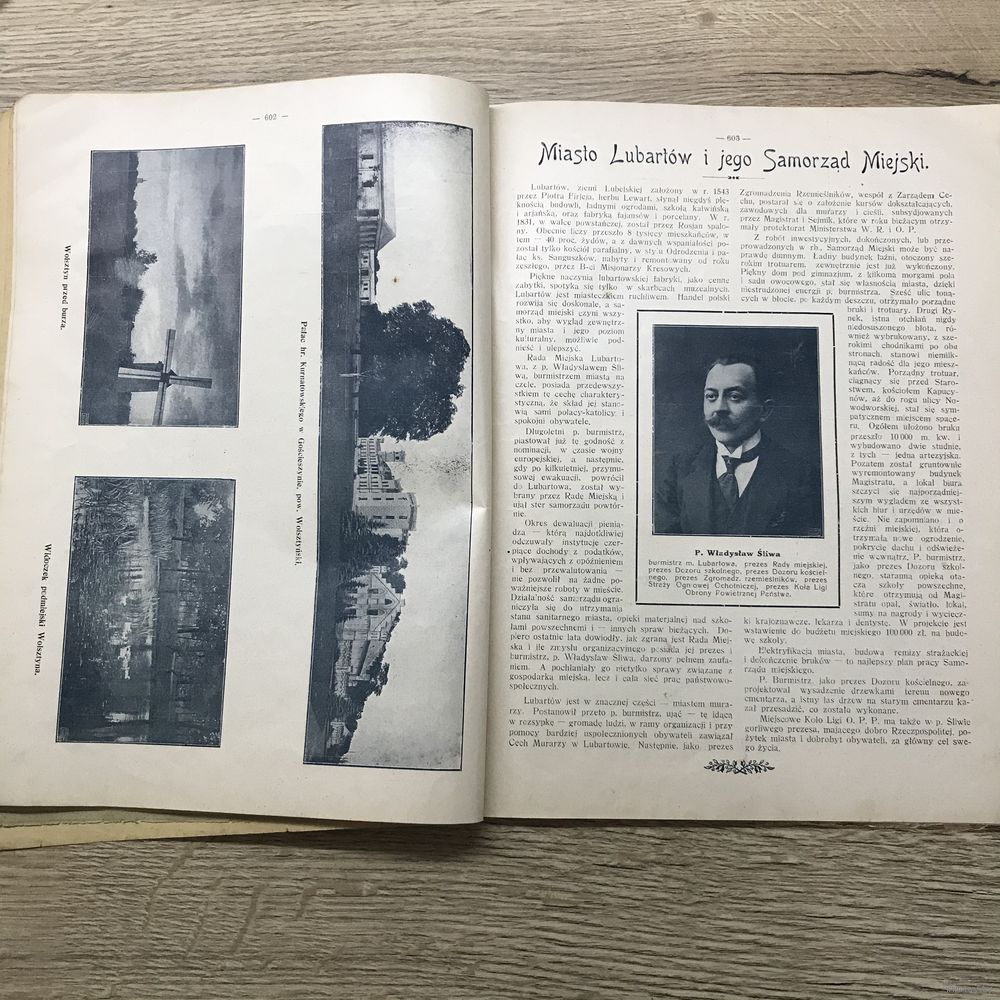 — 602 —
Wolsztyn przed burzą.
Widoczek podmiejski Wolsztyna.
Pałac hr. Kurnatowskiego w Gościeszynie, pow. Wolsztyński.
— 603 —
Miasto Lubartów i jego Samorząd Miejski.
Lubartów, ziemi Lubelskiej założony w r. 1543
przez Piotra Firleja, herbu Lewart, słynął niegdyś pię-
knością budowli, ładnymi ogrodami, szkołą kalwińską
i arjańską, oraz fabryką fajansów i porcelany. W r.
1831, w walce powstańczej, został przez Rosjan spalo-
ny. Obecnie liczy przeszło 8 tysięcy mieszkańców, w
tem — 40 proc. żydów, a z dawnych wspaniałości po-
został tylko kościół parafjalny, w stylu Odrodzenia i pa-
łac ks. Sanguszków, nabyty i remontowany od roku
zeszłego, przez B-ci Misjonarzy Kresowych.
Piękne naczynia lubartowskiej fabryki, jako cenne
zabytki, spotyka się tylko w skarbcach muzealnych.
Lubartów jest miasteczkiem ruchliwem. Handel polski
rozwija się doskonale, a sa-
morząd miejski czyni wszy-
stko, aby wygląd zewnętrz-
ny miasta i jego poziom
kulturalny, możliwie pod-
nieść i ulepszyć.
Rada Miejska Lubarto-
wa, z p. Władysławem Śli-
wą, burmistrzem miasta na
czele, posiada przedewszy-
stkiem tę cechę charaktery-
styczną, że skład jej stano-
wią sami polacy-katolicy i
spokojni obywatele.
Długoletni p. burmistrz,
piastował już tę godność z
nominacji, w czasie wojny
europejskiej, a następnie,
gdy po kilkuletniej, przymu-
sowej ewakuacji, powrócił
do Lubartowa, został wy-
brany przez Radę Miejską i
ujął ster samorządu powtór-
nie.
Okres dewaluacji pienią-
dza — którą najdotkliwiej
odczuwały instytucje czer-
piące dochody z podatków,
wpływających z opóźnieniem
i bez przewalutowania —
nie pozwolił na żadne po-
ważniejsze roboty w mieście.
Działalność samorządu ogra-
niczyła się do utrzymania
stanu sanitarnego miasta, opieki materjalnej nad szko-
łami powszechnemi i — innych spraw bieżących. Do-
piero ostatnie lata dowiodły, jak zgraną jest Rada Miej-
ska i ile zmysłu organizacyjnego posiada jej prezes i
burmistrz, p. Władysław Śliwa, darzony pełnem zaufa-
niem. A pochłaniały go nietylko sprawy związane z
gospodarką miejską, lecz i cała sieć prac państwowo-
społecznych.
Lubartów jest w znacznej części — miastem mura-
rzy. Postanowił przeto p. burmistrz, ująć — tę idącą
w rozsypkę — gromadę ludzi, w ramy organizacji i przy
pomocy bardziej uspołecznionych obywateli zawiązał
Cech Murarzy w Lubartowie. Następnie, jako prezes
P. Władysław Śliwa
burmistrz m. Lubartowa, prezes Rady miejskiej,
prezes Dozoru szkolnego, prezes Dozoru kościel-
nego, prezes Zgromadz. rzemieślników, prezes
Straży Ogniowej Ochotniczej, prezes Koła Ligi
Obrony Powietrznej Państwa.
Zgromadzenia Rzemieślników, wespół z Zarządem Ce-
chu, postarał się o założenie kursów dokształcających,
zawodowych dla murarzy i cieśli, subsydjowanych
przez Magistrat i Sejmik, które w roku bieżącym otrzy-
mały protektorat Ministerstwa W. R. i O. P.
Z robót inwestycyjnych, dokończonych, lub prze-
prowadzonych w rb., Samorząd Miejski może być na-
prawdę dumnym. Ładny budynek łaźni, otoczony sze-
rokim trotuarem, zewnętrznie jest już wykończony.
Piękny dom pod gimnazjum, z kilkoma morgami pola
i sadu owocowego, stał się własnością miasta, dzięki
niestrudzonej energji p. burmistrza. Sześć ulic toną-
cych w błocie, po każdym deszczu, otrzymało porządne
bruki i trotuary. Drugi Ry-
nek, istna otchłań nigdy
niedosuszonego błota, ró-
wnież wybrukowany, z sze-
rokimi chodnikami po obu
stronach, stanowi niemilk-
nącą radość dla jego miesz-
kańców. Porządny trotuar,
ciągnący się przed Staro-
stwem, kościołem Kapucy-
nów, aż do rogu ulicy No-
wodworskiej, stał się sym-
patycznem miejscem space-
ru. Ogółem ułożono bruku
przeszło 10 000 m. kw. i
wybudowano dwie studnie,
z tych — jedna artezyjska.
Pozatem został gruntownie
wyremontowany budynek
Magistratu, a lokal biura
szczyci się najporządniej-
szym wyglądem ze wszyst-
kich biur i urzędów w mie-
ście. Nie zapomniano i o
rzeźni miejskiej, która o-
trzymała nowe ogrodzenie,
pokrycie dachu i odświeże-
nie wewnątrz, P. burmistrz,
jako prezes Dozoru Szkol-
nego, staranną opieką ota-
cza szkoły powszechne,
które otrzymują od Magi-
stratu opał, światło, lokal,
sumy na nagrody i wyciecz-
ki krajoznawcze, lekarza i dentystę. W projekcie jest
wstawienie do budżetu miejskiego 100 000 zł. na budo-
wę szkoły.
Elektryfikacja miasta, budowa remizy strażackiej
i dokończenie bruków — to najlepszy plan pracy Samo-
rządu miejskiego.
P. Burmistrz, jako prezes Dozoru kościelnego, za-
projektował wysadzenie drzewkami terenu nowego
cmentarza, a istny las drzew na starym cmentarzu ka-
zał przesadzić, co zostało wykonane.
Miejscowe Koło Ligi O. P. P. ma także w p. Śliwie
gorliwego prezesa, mającego dobro Rzeczpospolitej, po-
żytek miasta i dobrobyt obywateli, za główny cel swe-
go życia.